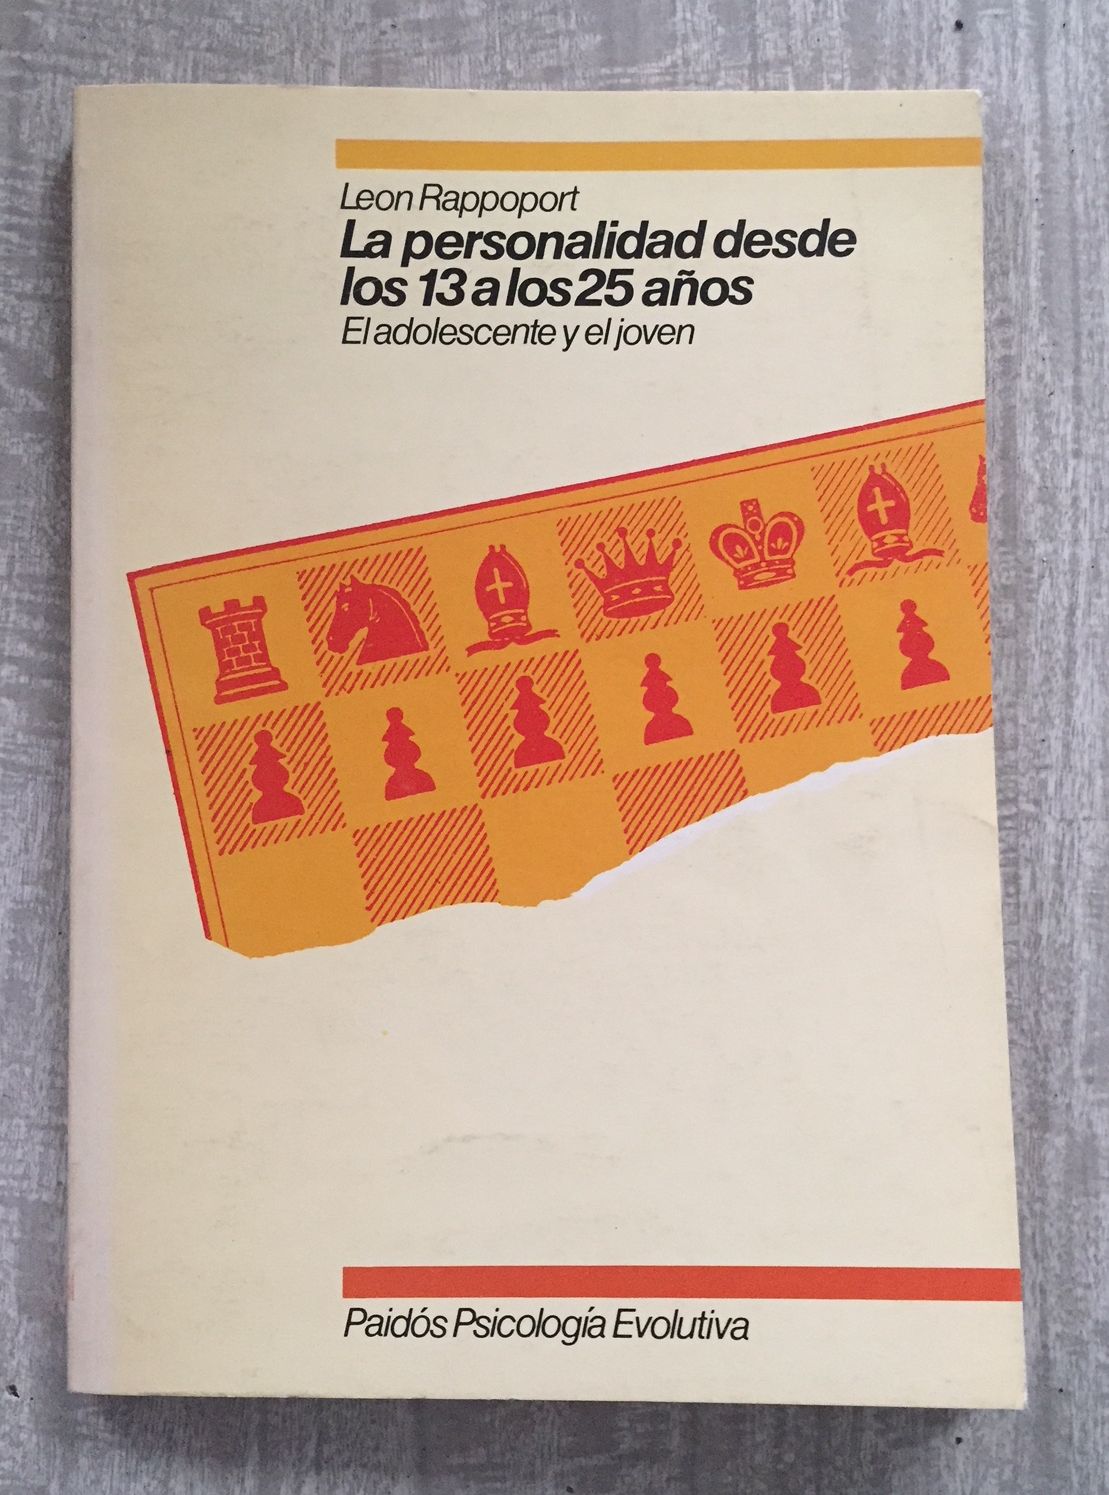 Leon Rappoport
La personalidad desde
los 13 a los 25 años
El adolescente y el joven
Paidós Psicología Evolutiva